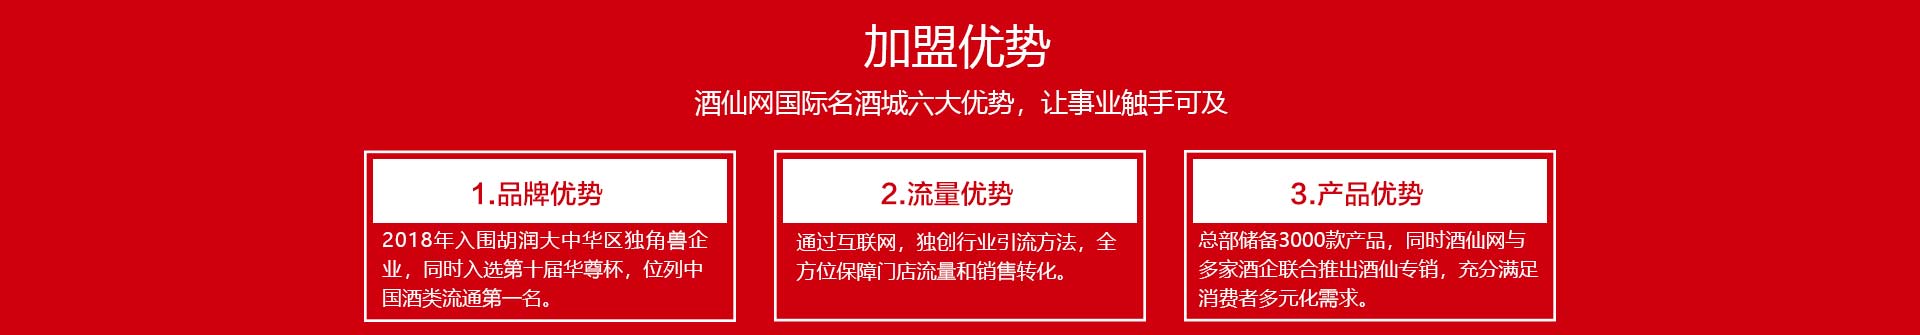 加盟优势
酒仙网国际名酒城六大优势，让事业触手可及
1.品牌优势
2018年入围胡润大中华区独角兽企
业，同时入选第十届华尊杯，位列中
国酒类流通第一名。
2.流量优势
通过互联网，独创行业引流方法，全
方位保障门店流量和销售转化。
3.产品优势
总部储备3000款产品，同时酒仙网与
多家酒企联合推出酒仙专销，充分满足
消费者多元化需求。